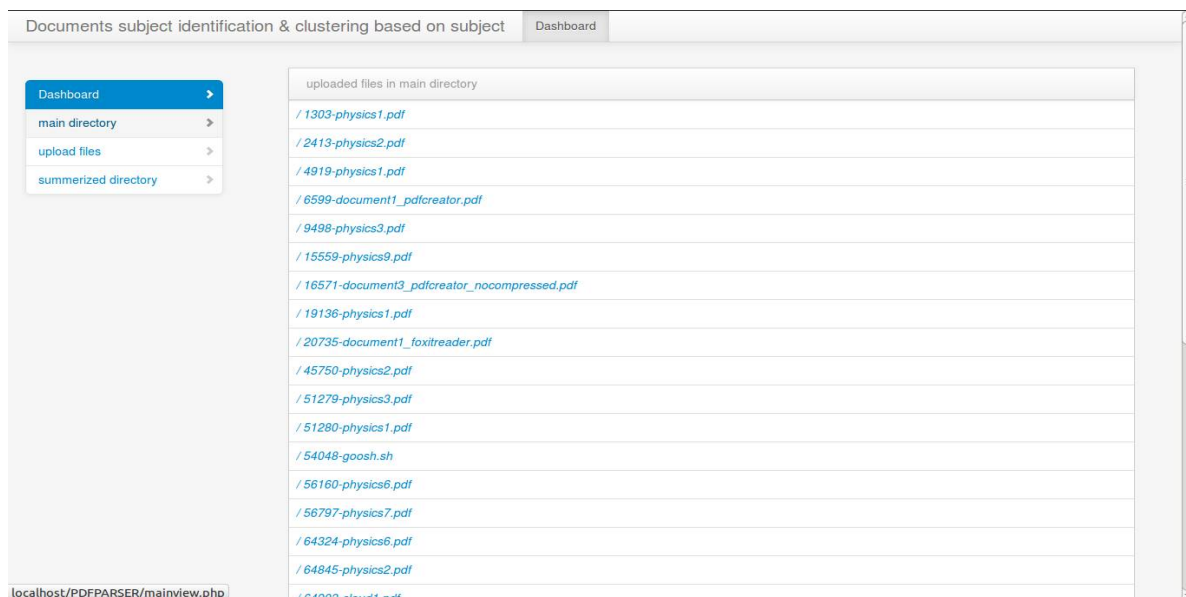 Documents subject identification & clustering based on subject Dashboard
Dashboard
main directory
upload files
summerized directory
uploaded files in main directory
/ 1303-physics1.pdf
/ 2413-physics2.pdf
/ 4919-physics1.pdf
/ 6599-document1_pdfcreator.pdf
/ 9498-physics3.pdf
/ 15559-physics9.pdf
/ 16571-document3_pdfcreator_nocompressed.pdf
/ 19136-physics1.pdf
/ 20735-document1_foxitreader.pdf
/ 45750-physics2.pdf
/ 51279-physics3.pdf
/ 51280-physics1.pdf
/ 54048-goosh.sh
/ 56160-physics6.pdf
/ 56797-physics7.pdf
/ 64324-physics6.pdf
/ 64845-physics2.pdf
localhost/PDFPARSER/mainview.php